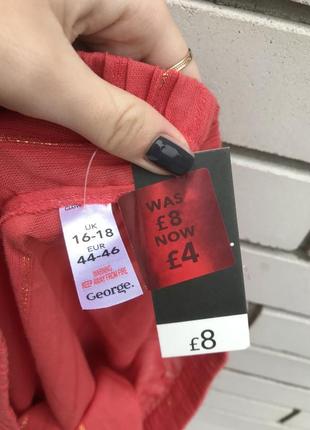 UK
16-18
EUR
44-46
WARNING
KEEP AWAY FROM FIRE
George.
WAS
£8
NOW
£4
£8